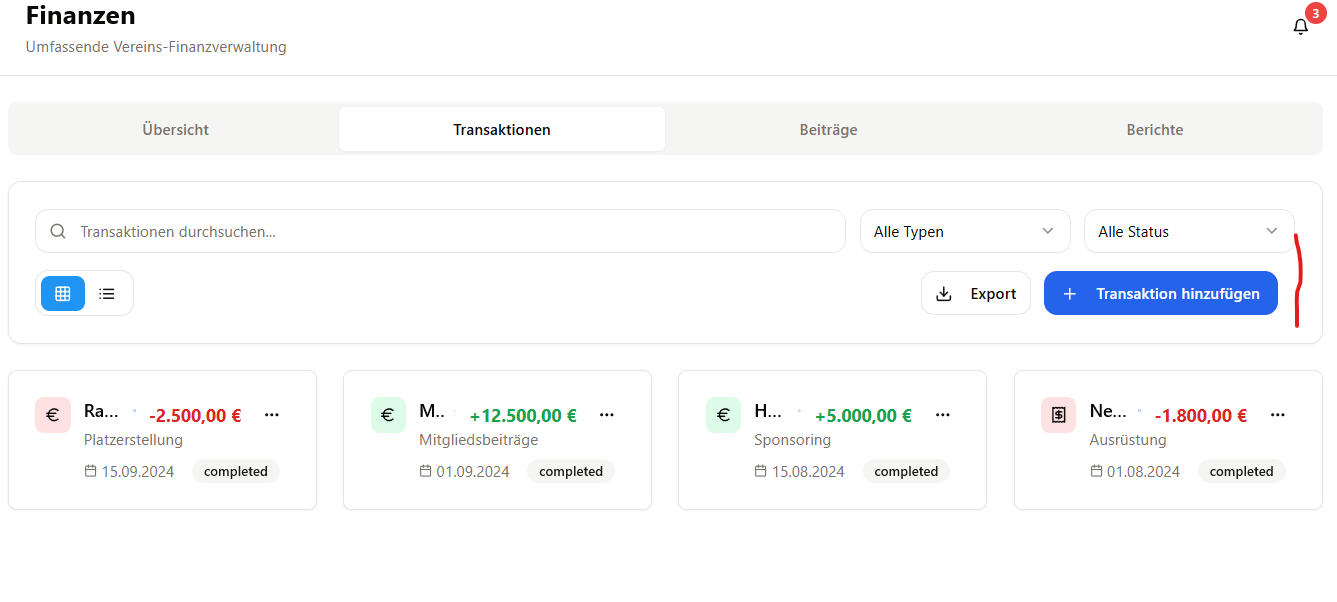 Finanzen
3
Umfassende Vereins-Finanzverwaltung
Übersicht
Transaktionen
Beiträge
Berichte
Transaktionen durchsuchen...
Alle Typen
Alle Status
Export
+ Transaktion hinzufügen
€ Ra... -2.500,00 € ...
Platzerstellung
15.09.2024 completed
€ M.. +12.500,00 € ...
Mitgliedsbeiträge
01.09.2024 completed
€ H... +5.000,00 € ...
Sponsoring
15.08.2024 completed
$ Ne... -1.800,00 € ...
Ausrüstung
01.08.2024 completed